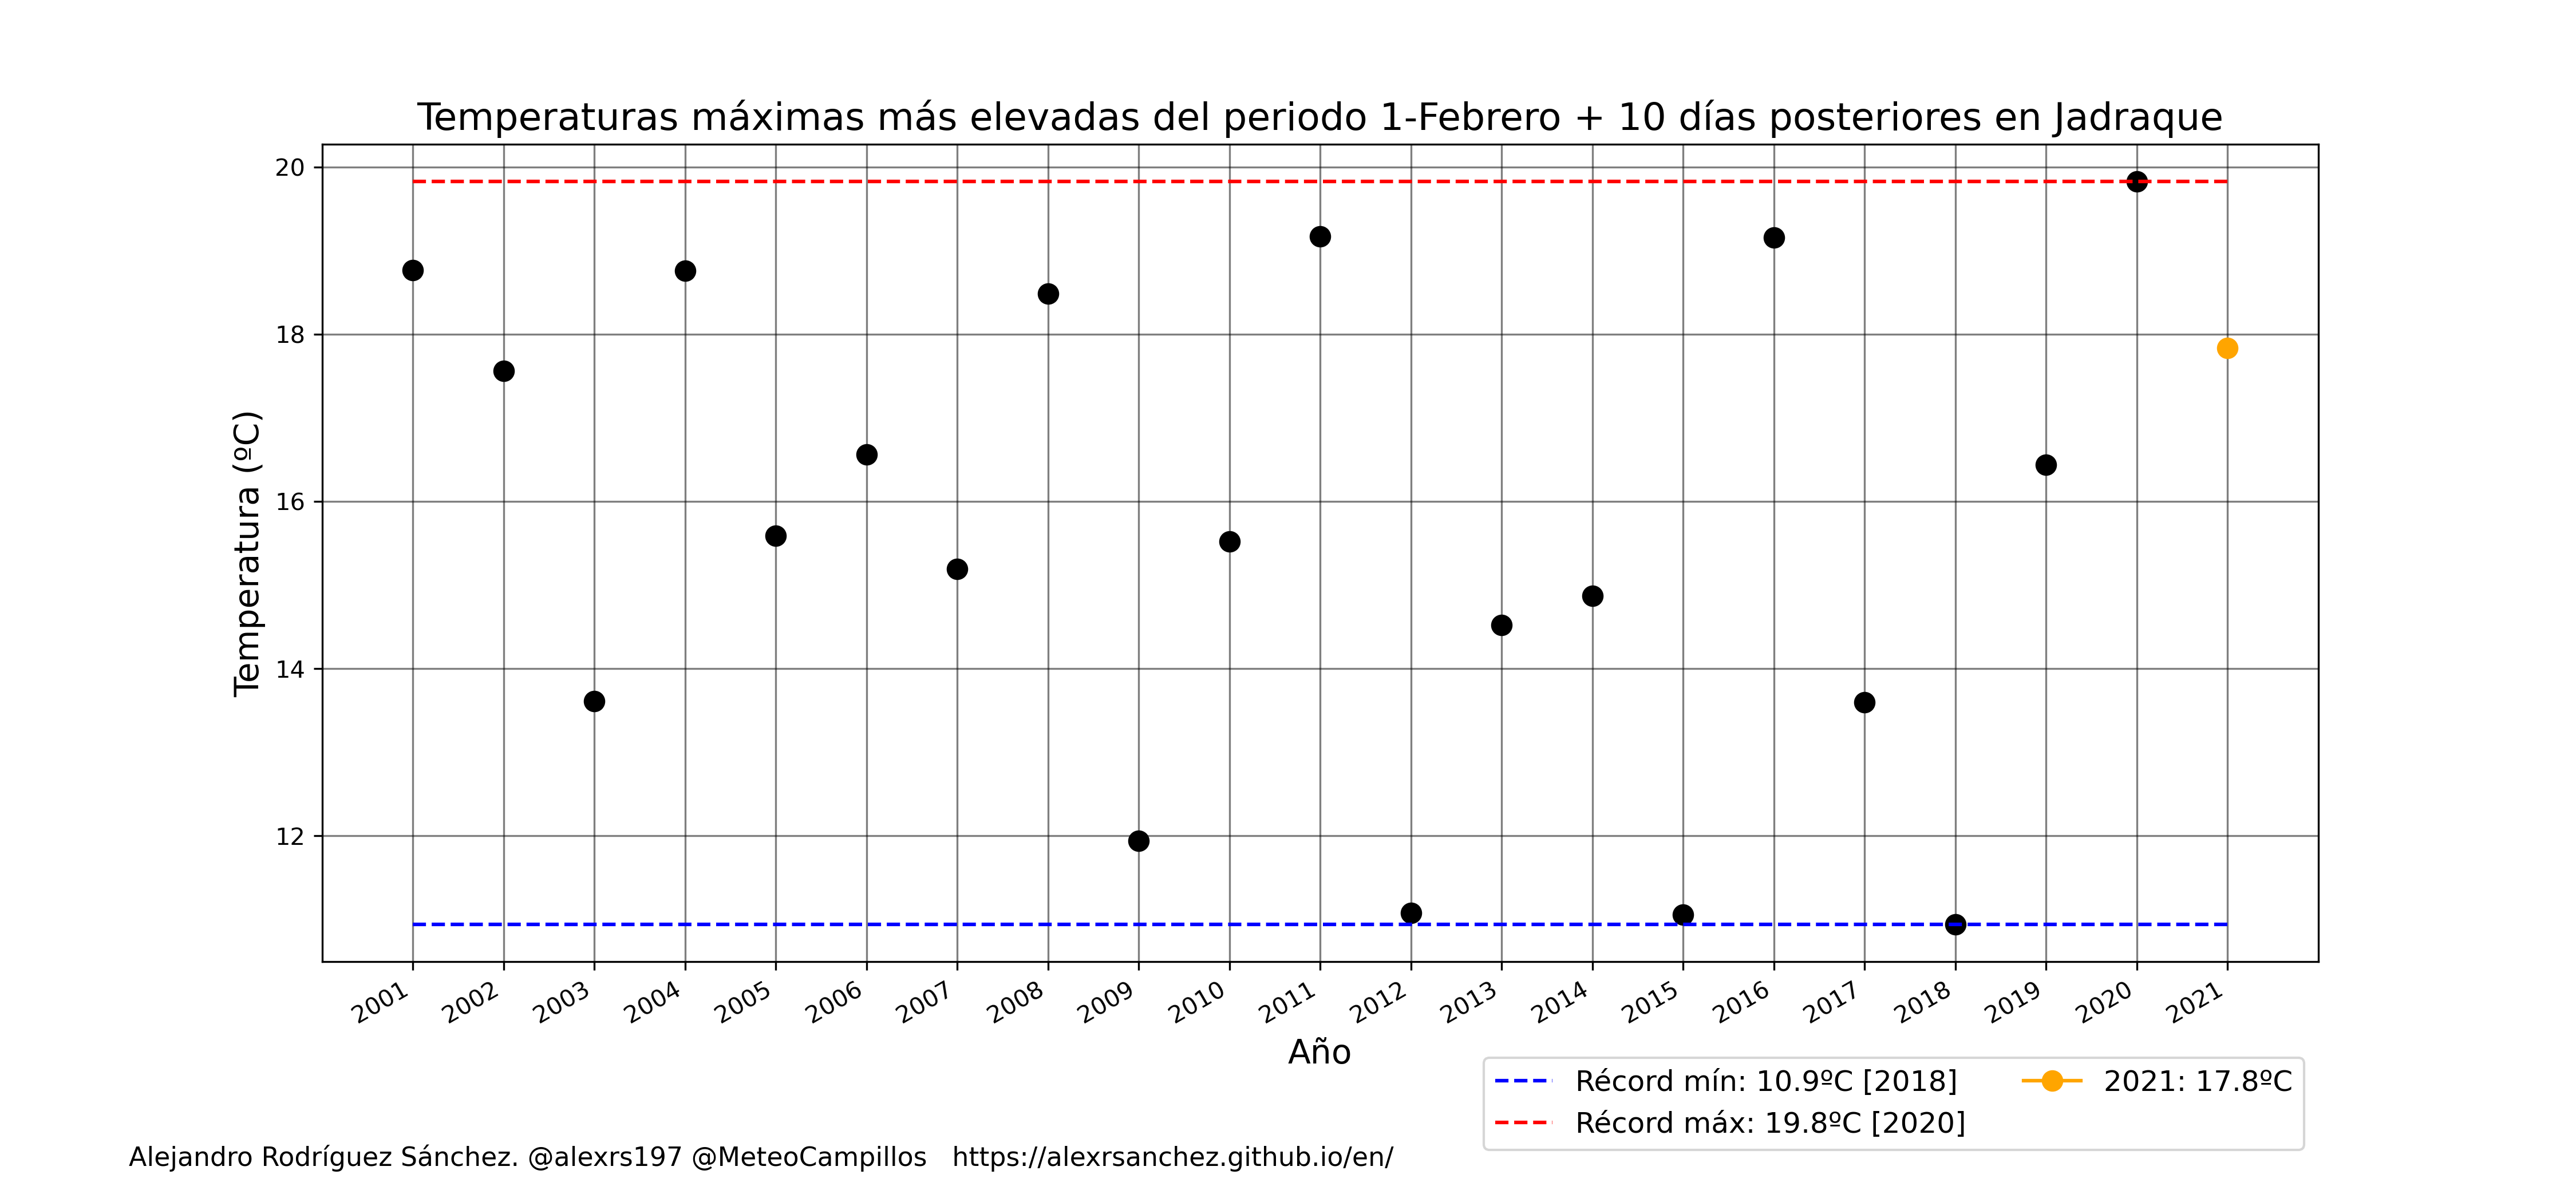 Temperaturas máximas más elevadas del periodo 1-Febrero + 10 días posteriores en Jadraque
Temperatura (ºC)
20
18
16
14
12
2001 2002 2003 2004 2005 2006 2007 2008 2009 2010 2011 2012 2013 2014 2015 2016 2017 2018 2019 2020 2021
Año
Récord mín: 10.9ºC [2018]
Récord máx: 19.8ºC [2020]
2021: 17.8ºC
Alejandro Rodríguez Sánchez. @alexrs197 @MeteoCampillos https://alexrsanchez.github.io/en/